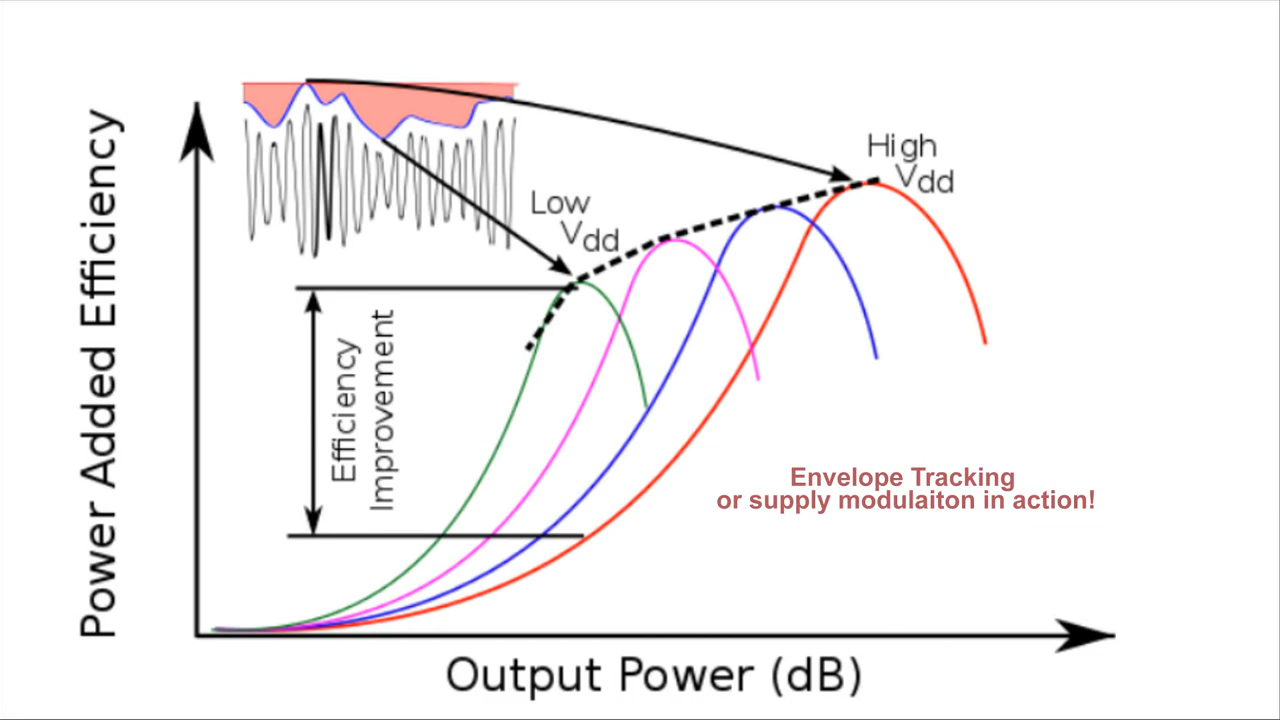 High
Vdd
Low
Vdd
Power Added Efficiency
Efficiency
Improvement
Envelope Tracking
or supply modulaiton in action!
Output Power (dB)